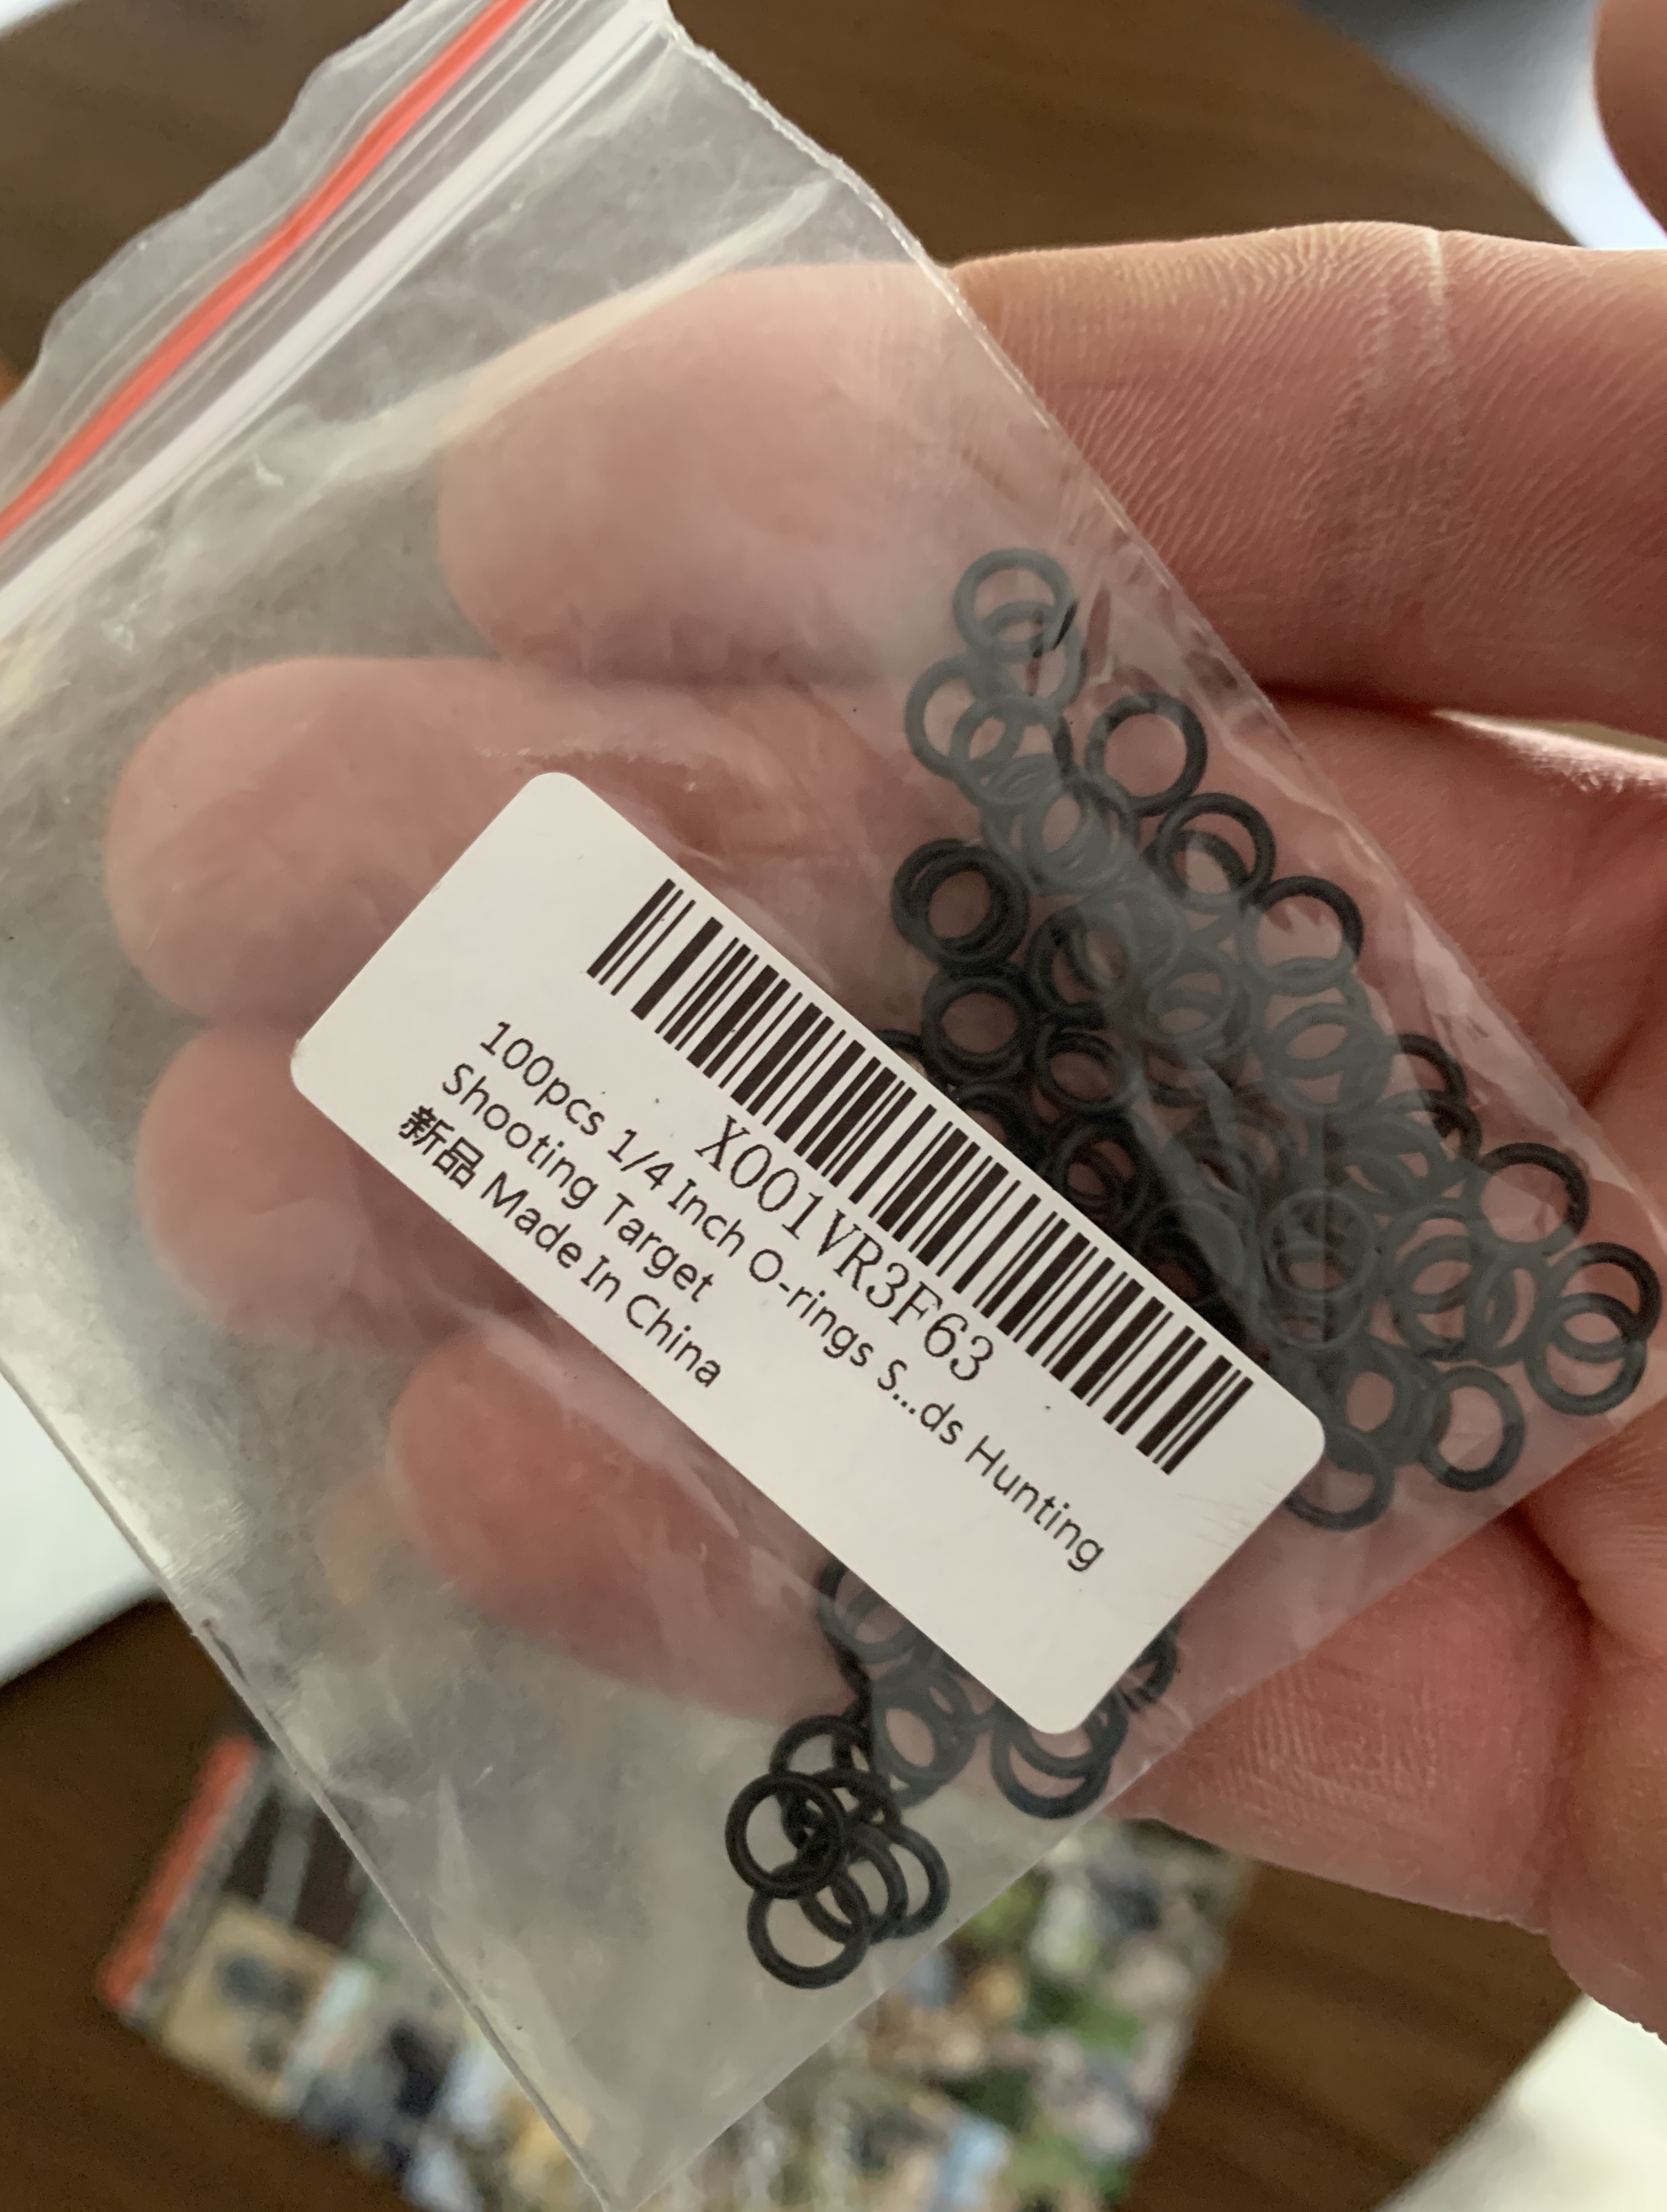 X001VR3F63
100pcs 1/4 Inch O-rings S...ds Hunting
Shooting Target
新品 Made In China